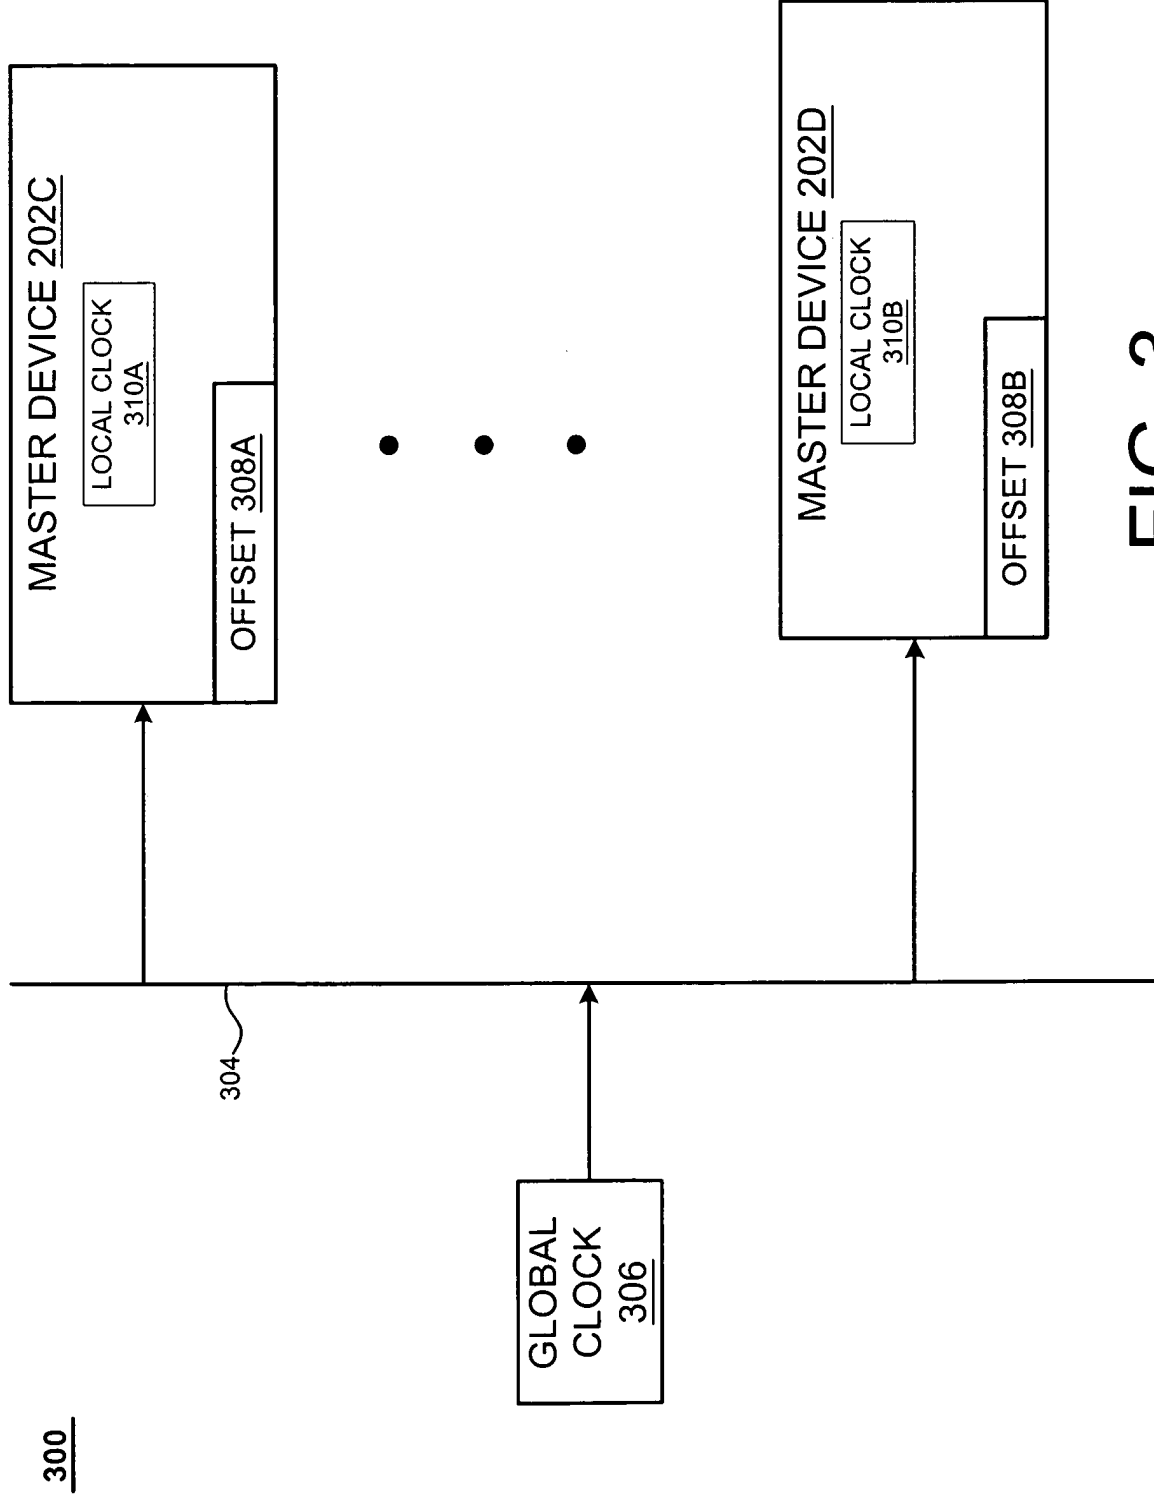 300
MASTER DEVICE 202C
LOCAL CLOCK
310A
OFFSET 308A
304
GLOBAL
CLOCK
306
MASTER DEVICE 202D
LOCAL CLOCK
310B
OFFSET 308B
FIG